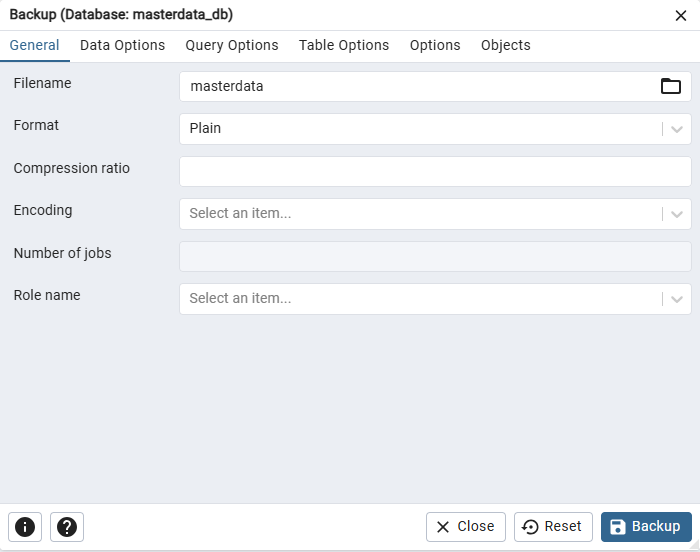 Backup (Database: masterdata_db)
General Data Options Query Options Table Options Options Objects
Filename masterdata
Format Plain
Compression ratio
Encoding Select an item...
Number of jobs
Role name Select an item...
Close Reset Backup